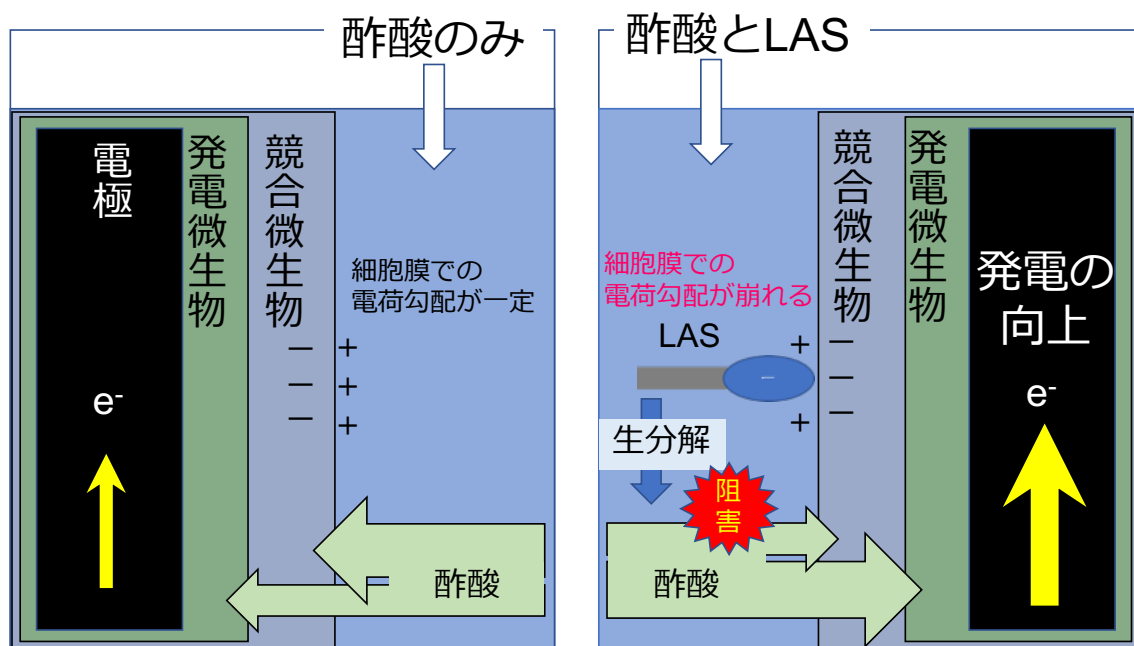 酢酸のみ
電極
発電微生物
競合微生物
細胞膜での
電荷勾配が一定
― +
― +
― +
e-
酢酸
酢酸とLAS
細胞膜での
電荷勾配が崩れる
LAS
+ ―
― ―
+ ―
生分解
阻害
酢酸
競合微生物
発電微生物
発電の
向上
e-